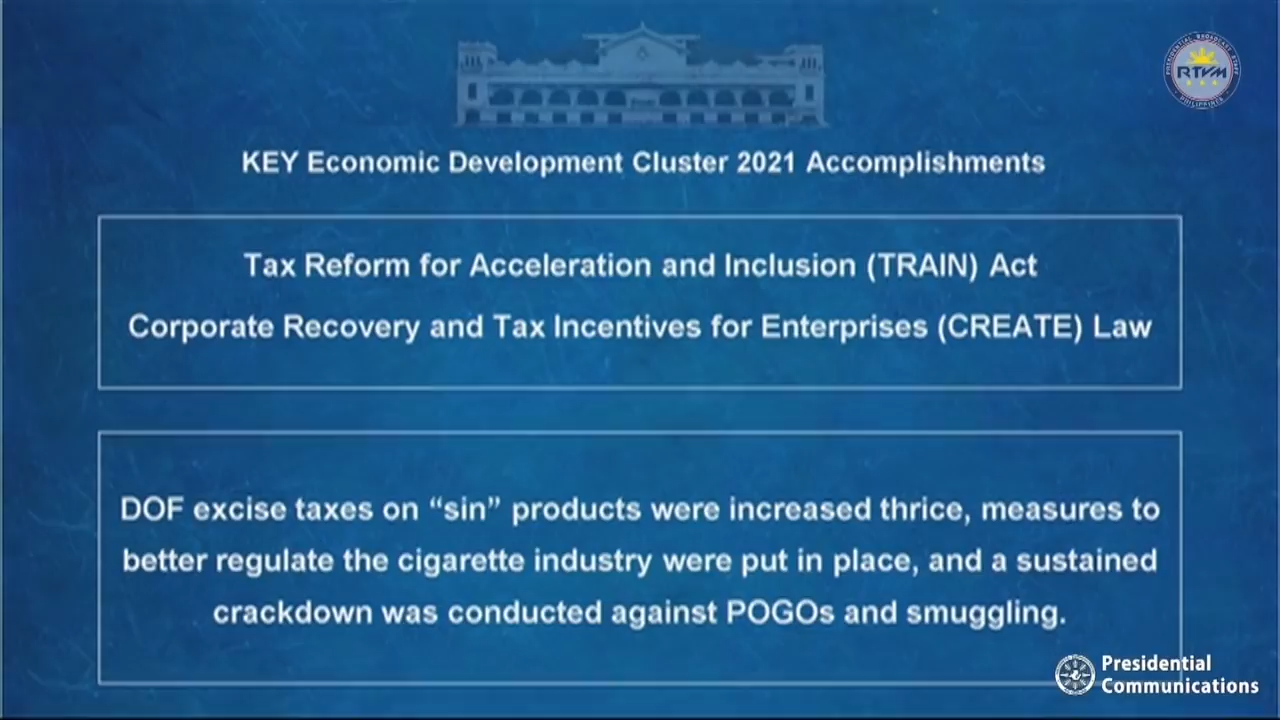 RTVM
PHILIPPINES
KEY Economic Development Cluster 2021 Accomplishments
Tax Reform for Acceleration and Inclusion (TRAIN) Act
Corporate Recovery and Tax Incentives for Enterprises (CREATE) Law
DOF excise taxes on “sin” products were increased thrice, measures to
better regulate the cigarette industry were put in place, and a sustained
crackdown was conducted against POGOs and smuggling.
Presidential
Communications